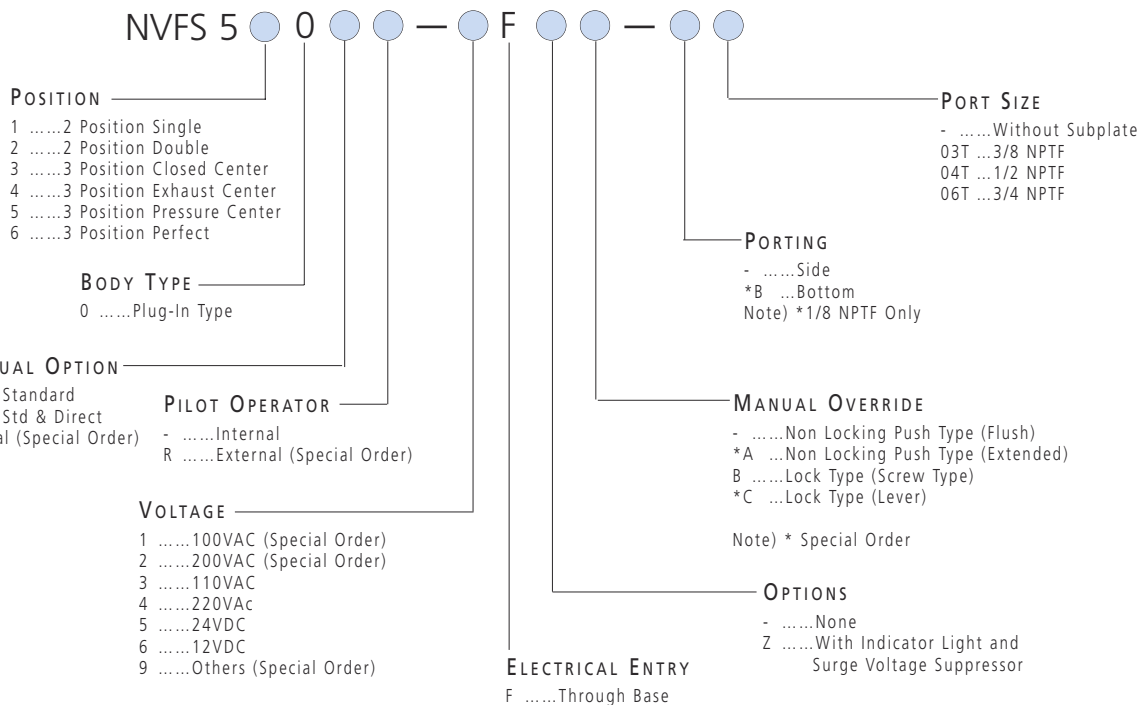 NVFS 5 0 — F —
POSITION
1 ......2 Position Single
2 ......2 Position Double
3 ......3 Position Closed Center
4 ......3 Position Exhaust Center
5 ......3 Position Pressure Center
6 ......3 Position Perfect
BODY TYPE
0 ......Plug-In Type
OPTION
Standard
Std & Direct
(Special Order)
PILOT OPERATOR
- ......Internal
R ......External (Special Order)
VOLTAGE
1 ......100VAC (Special Order)
2 ......200VAC (Special Order)
3 ......110VAC
4 ......220VAc
5 ......24VDC
6 ......12VDC
9 ......Others (Special Order)
ELECTRICAL ENTRY
F ......Through Base
OPTIONS
- ......None
Z ......With Indicator Light and
Surge Voltage Suppressor
MANUAL OVERRIDE
- ......Non Locking Push Type (Flush)
*A ...Non Locking Push Type (Extended)
B ......Lock Type (Screw Type)
*C ...Lock Type (Lever)
Note) * Special Order
PORTING
- ......Side
*B ...Bottom
Note) *1/8 NPTF Only
PORT SIZE
- ......Without Subplate
03T ...3/8 NPTF
04T ...1/2 NPTF
06T ...3/4 NPTF